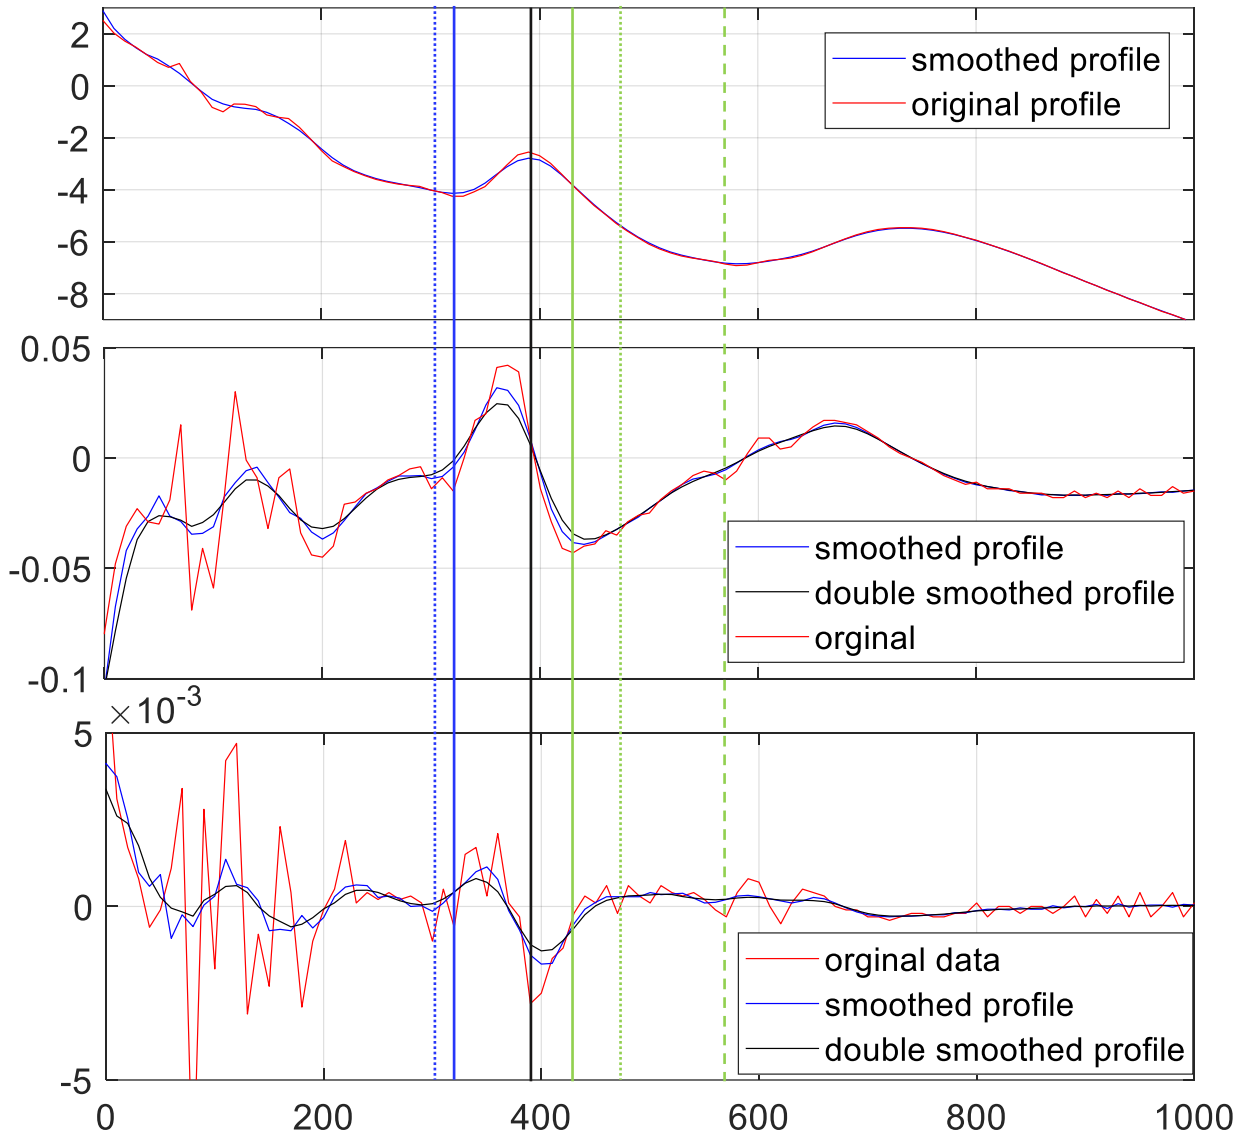 2
0
-2
-4
-6
-8
smoothed profile
original profile
0.05
0
-0.05
-0.1
smoothed profile
double smoothed profile
orginal
×10-3
5
0
-5
orginal data
smoothed profile
double smoothed profile
0 200 400 600 800 1000